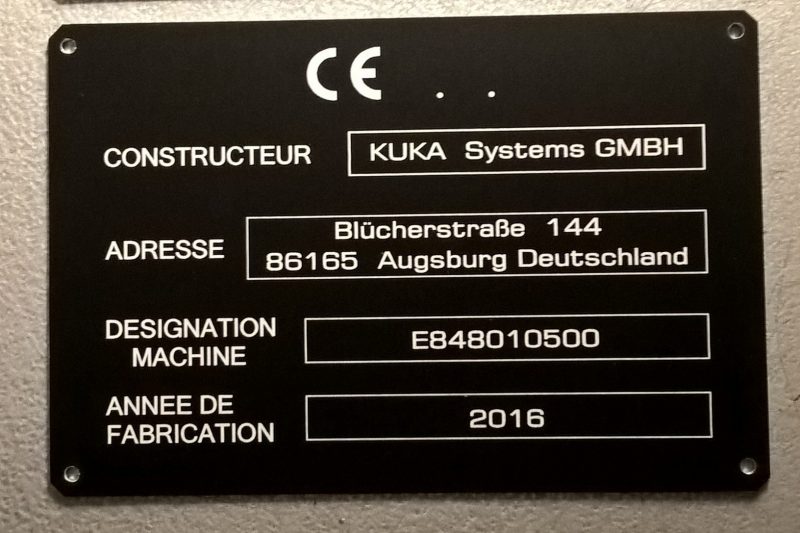 CE . .
CONSTRUCTEUR KUKA Systems GMBH
ADRESSE
Blücherstraße 144
86165 Augsburg Deutschland
DESIGNATION
MACHINE
E848010500
ANNEE DE
FABRICATION
2016